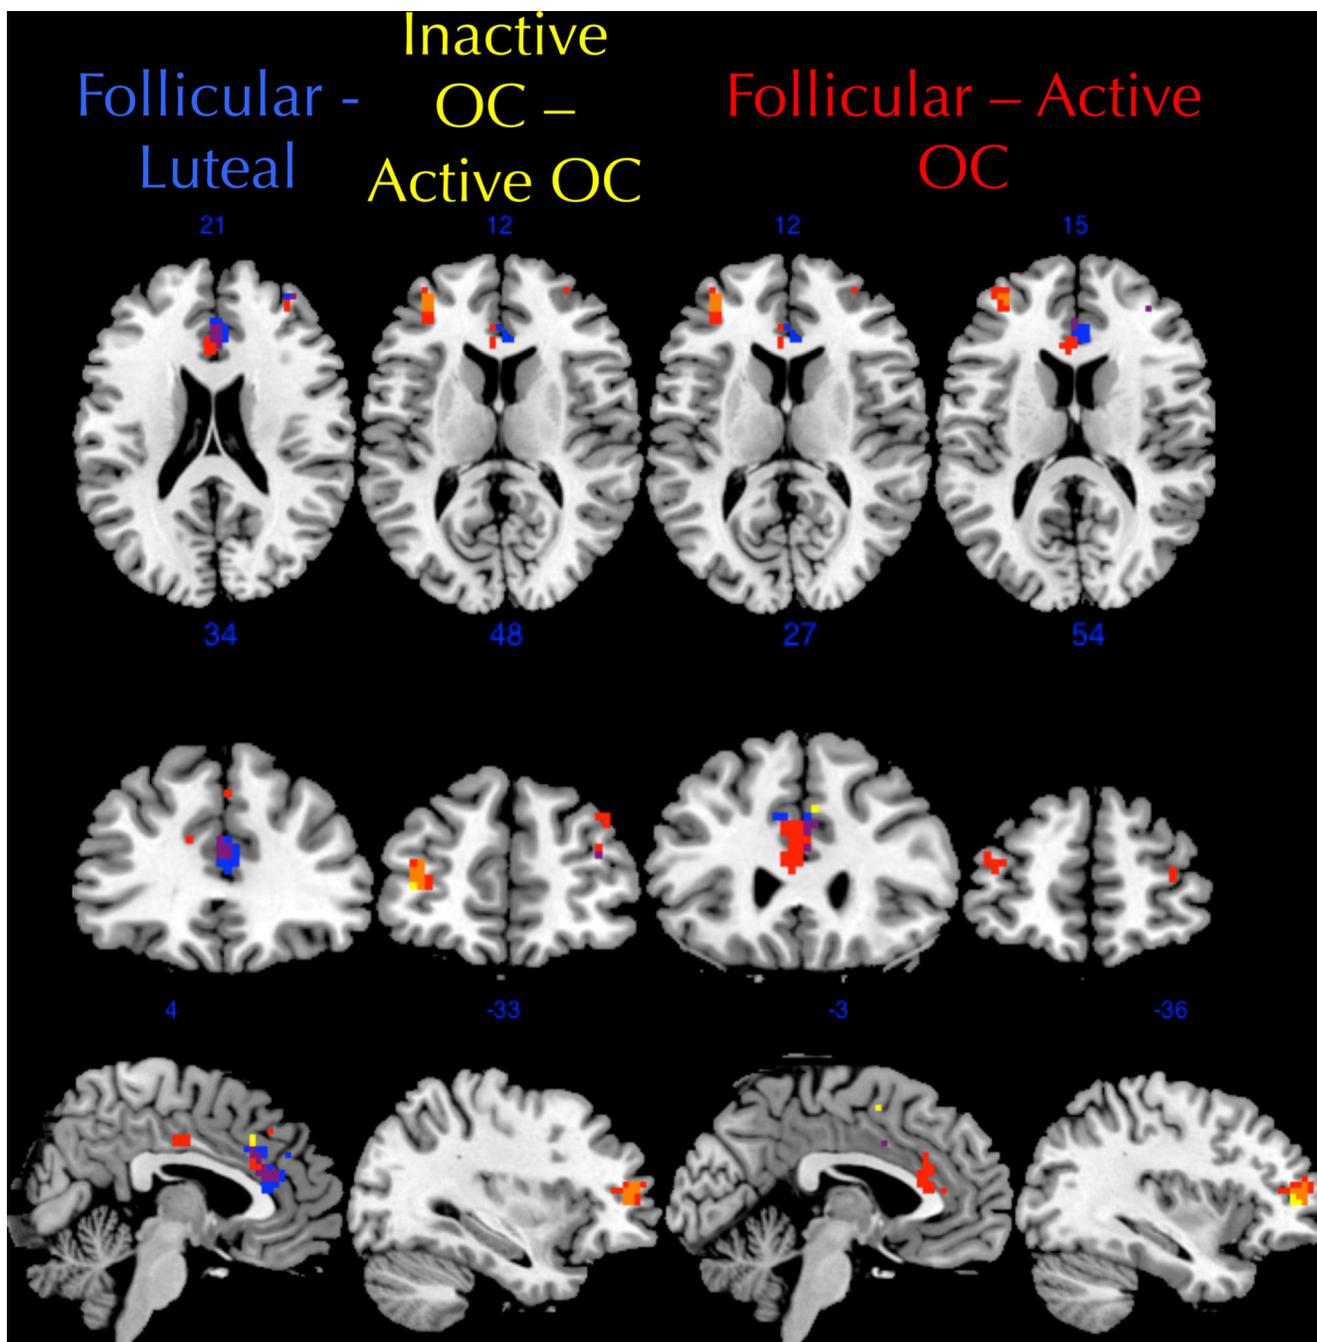 Follicular -
Luteal
Inactive
OC –
Active OC
Follicular – Active
OC
21 12 12 15
34 48 27 54
4 -33 -3 -36